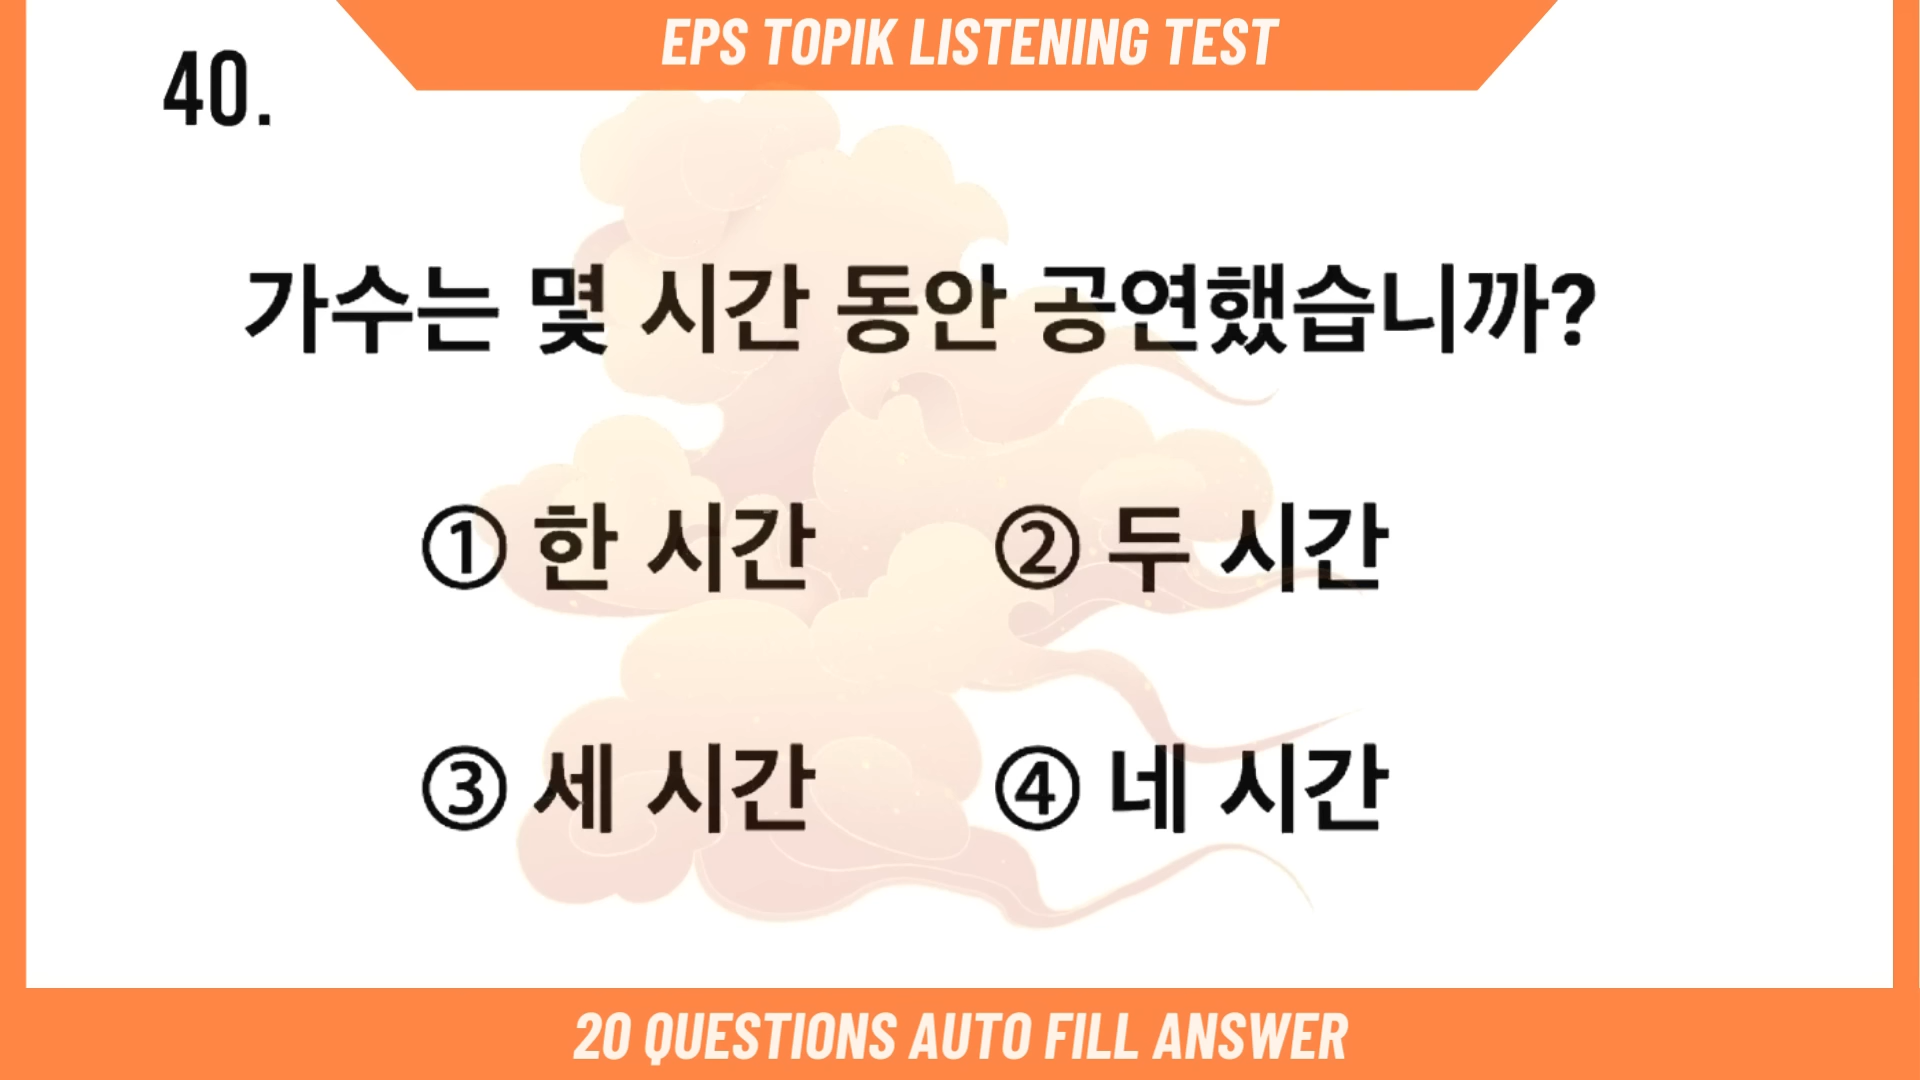 EPS TOPIK LISTENING TEST
40.
가수는 몇 시간 동안 공연했습니까?
① 한 시간 ② 두 시간
③ 세 시간 ④ 네 시간
20 QUESTIONS AUTO FILL ANSWER